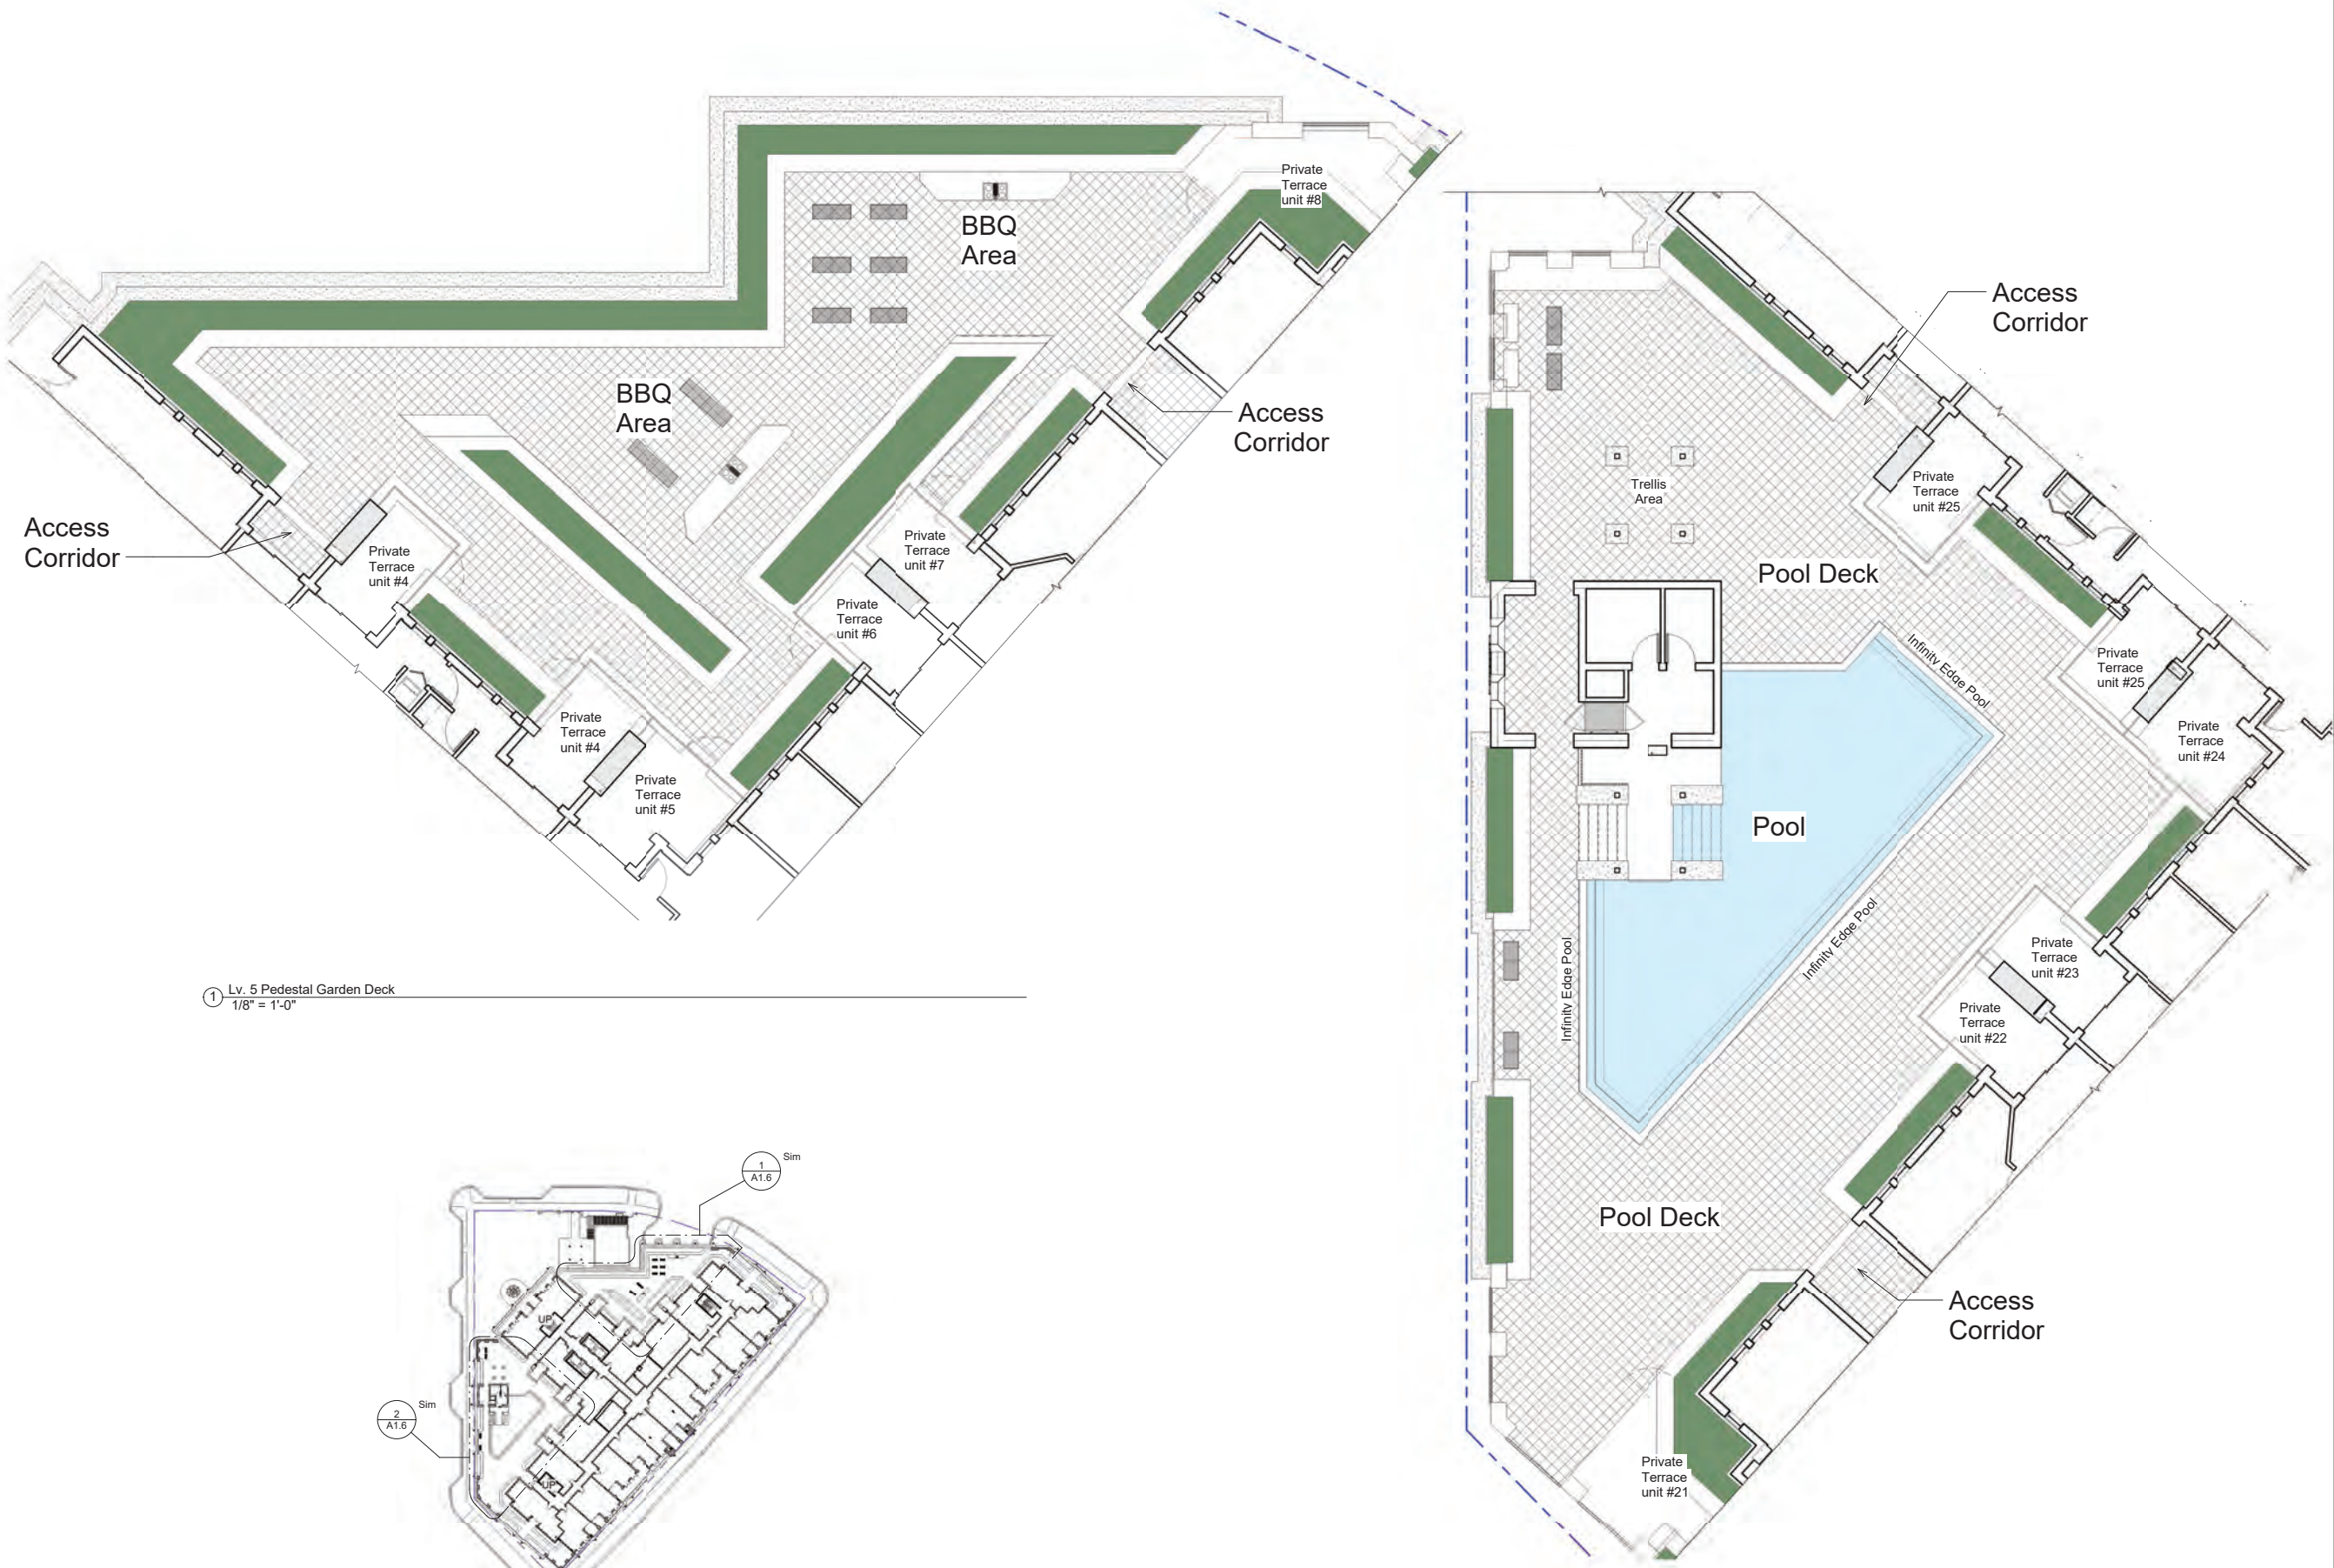 Private
Terrace
unit #8
BBQ
Area
BBQ
Area
Access
Corridor
Access
Corridor
Private
Terrace
unit #4
Private
Terrace
unit #7
Private
Terrace
unit #6
Private
Terrace
unit #4
Private
Terrace
unit #5
1
Lv. 5 Pedestal Garden Deck
1/8" = 1'-0"
1
A1.6
Sim
UP
2
A1.6
Sim
UP
Access
Corridor
Trellis
Area
Private
Terrace
unit #25
Pool Deck
Infinity Edge Pool
Private
Terrace
unit #25
Private
Terrace
unit #24
Pool
Infinity Edge Pool
Infinity Edge Pool
Private
Terrace
unit #23
Private
Terrace
unit #22
Pool Deck
Access
Corridor
Private
Terrace
unit #21